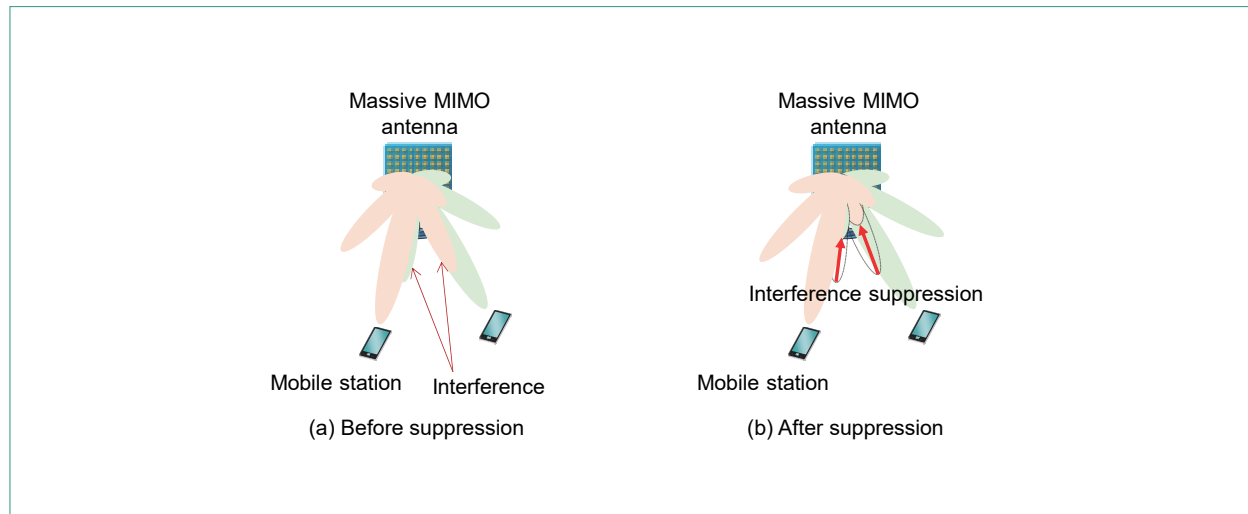 Massive MIMO
antenna
Mobile station
Interference
(a) Before suppression
Massive MIMO
antenna
Interference suppression
Mobile station
(b) After suppression